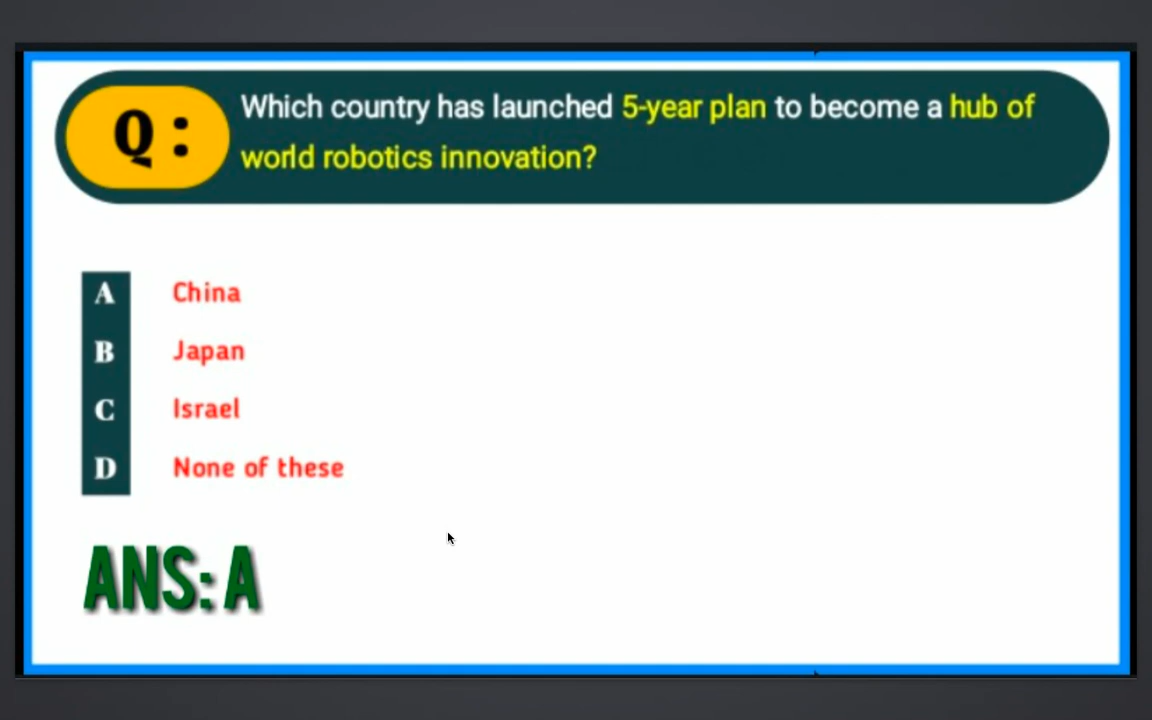 Q :
Which country has launched 5-year plan to become a hub of
world robotics innovation?
A China
B Japan
C Israel
D None of these
ANS: A